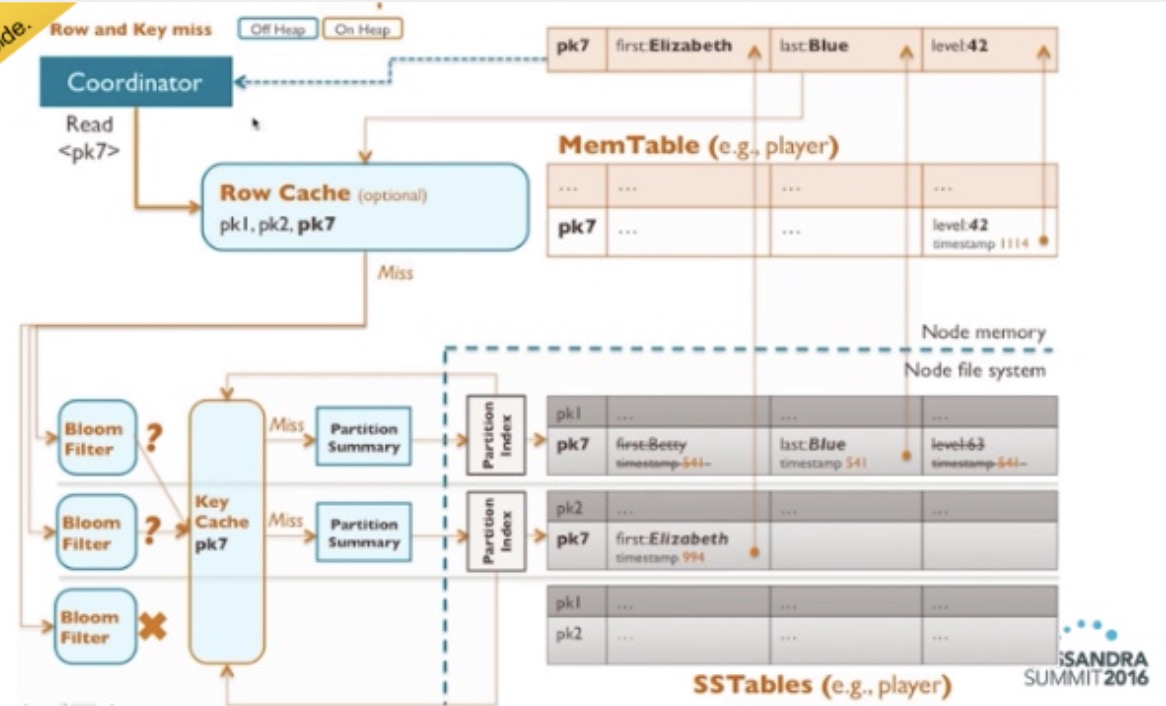 ide.
Row and Key miss
Off Heap
On Heap
pk7 first:Elizabeth last:Blue level:42
Coordinator
Read
<pk7>
MemTable (e.g., player)
Row Cache (optional)
pk1, pk2, pk7
... ... ... ...
pk7 ... ... level:42
timestamp 1114
Miss
Node memory
Node file system
Bloom
Filter
?
Miss
Partition
Summary
Partition
Index
pk1 ... ... ...
pk7 first:Betty last:Blue level:63
timestamp 541 timestamp 541 timestamp 541
Key
Cache
pk7
Bloom
Filter
?
Miss
Partition
Summary
Partition
Index
pk2 ... ... ...
pk7 first:Elizabeth
timestamp 994
Bloom
Filter
pk1 ... ... ...
pk2 ... ... ...
SSTables (e.g., player)
SSANDRA
SUMMIT2016